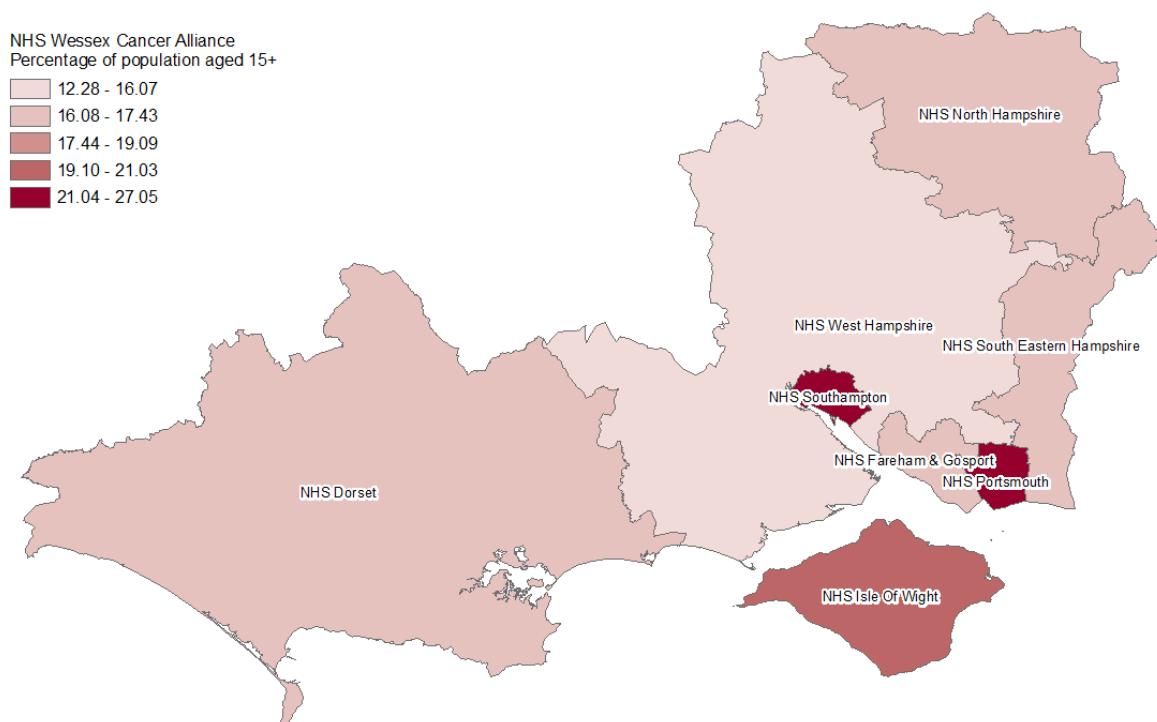 NHS Wessex Cancer Alliance
Percentage of population aged 15+
12.28 - 16.07
16.08 - 17.43
17.44 - 19.09
19.10 - 21.03
21.04 - 27.05
NHS North Hampshire
NHS West Hampshire
NHS South Eastern Hampshire
NHS Southampton
NHS Fareham & Gosport
NHS Portmouth
NHS Dorset
NHS Isle Of Wight